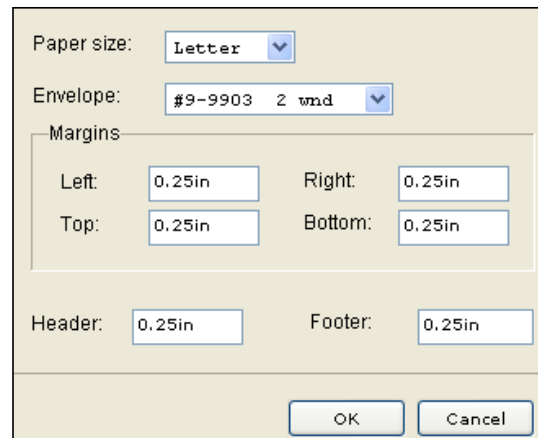 Paper size: Letter
Envelope: #9-9903 2 wnd
Margins
Left: 0.25in Right: 0.25in
Top: 0.25in Bottom: 0.25in
Header: 0.25in Footer: 0.25in
OK Cancel